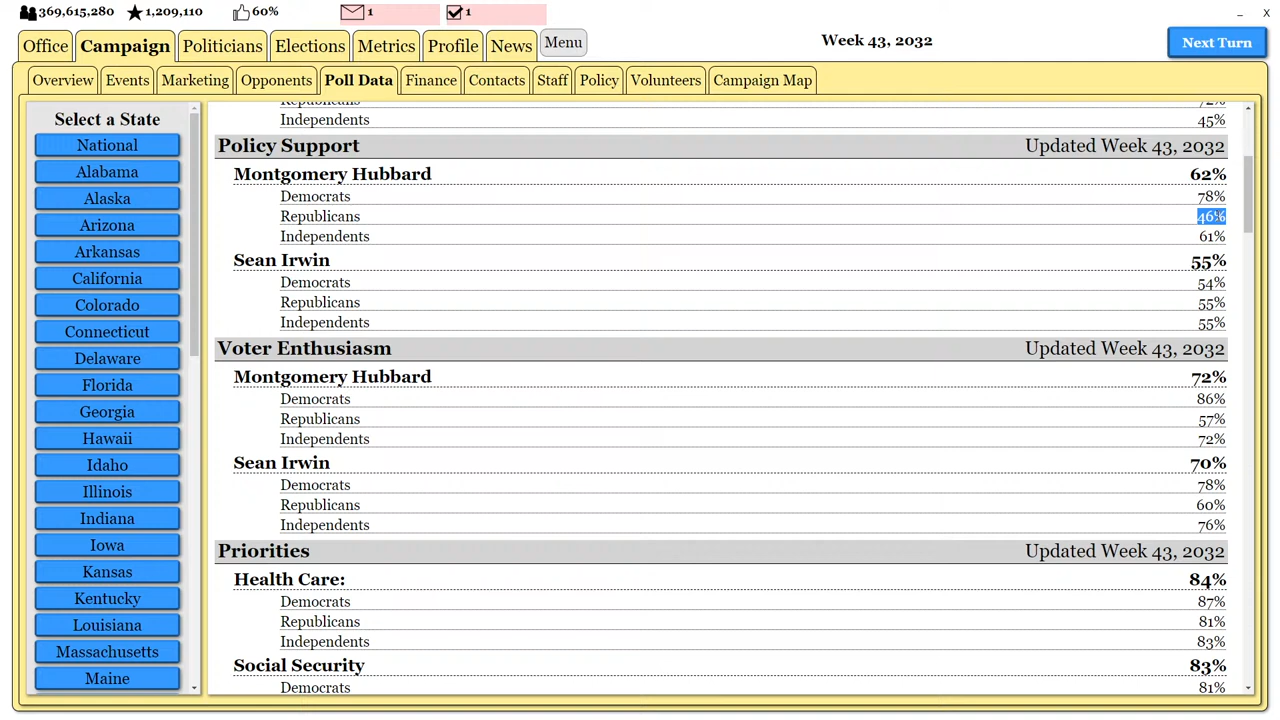 369,615,280 1,209,110 60% 1 1 _ X
Office Campaign Politicians Elections Metrics Profile News Menu Week 43, 2032 Next Turn
Overview Events Marketing Opponents Poll Data Finance Contacts Staff Policy Volunteers Campaign Map
Select a State
National
Alabama
Alaska
Arizona
Arkansas
California
Colorado
Connecticut
Delaware
Florida
Georgia
Hawaii
Idaho
Illinois
Indiana
Iowa
Kansas
Kentucky
Louisiana
Massachusetts
Maine
Republicans 72%
Independents 45%
Policy Support Updated Week 43, 2032
Montgomery Hubbard 62%
Democrats 78%
Republicans 46%
Independents 61%
Sean Irwin 55%
Democrats 54%
Republicans 55%
Independents 55%
Voter Enthusiasm Updated Week 43, 2032
Montgomery Hubbard 72%
Democrats 86%
Republicans 57%
Independents 72%
Sean Irwin 70%
Democrats 78%
Republicans 60%
Independents 76%
Priorities Updated Week 43, 2032
Health Care: 84%
Democrats 87%
Republicans 81%
Independents 83%
Social Security 83%
Democrats 81%